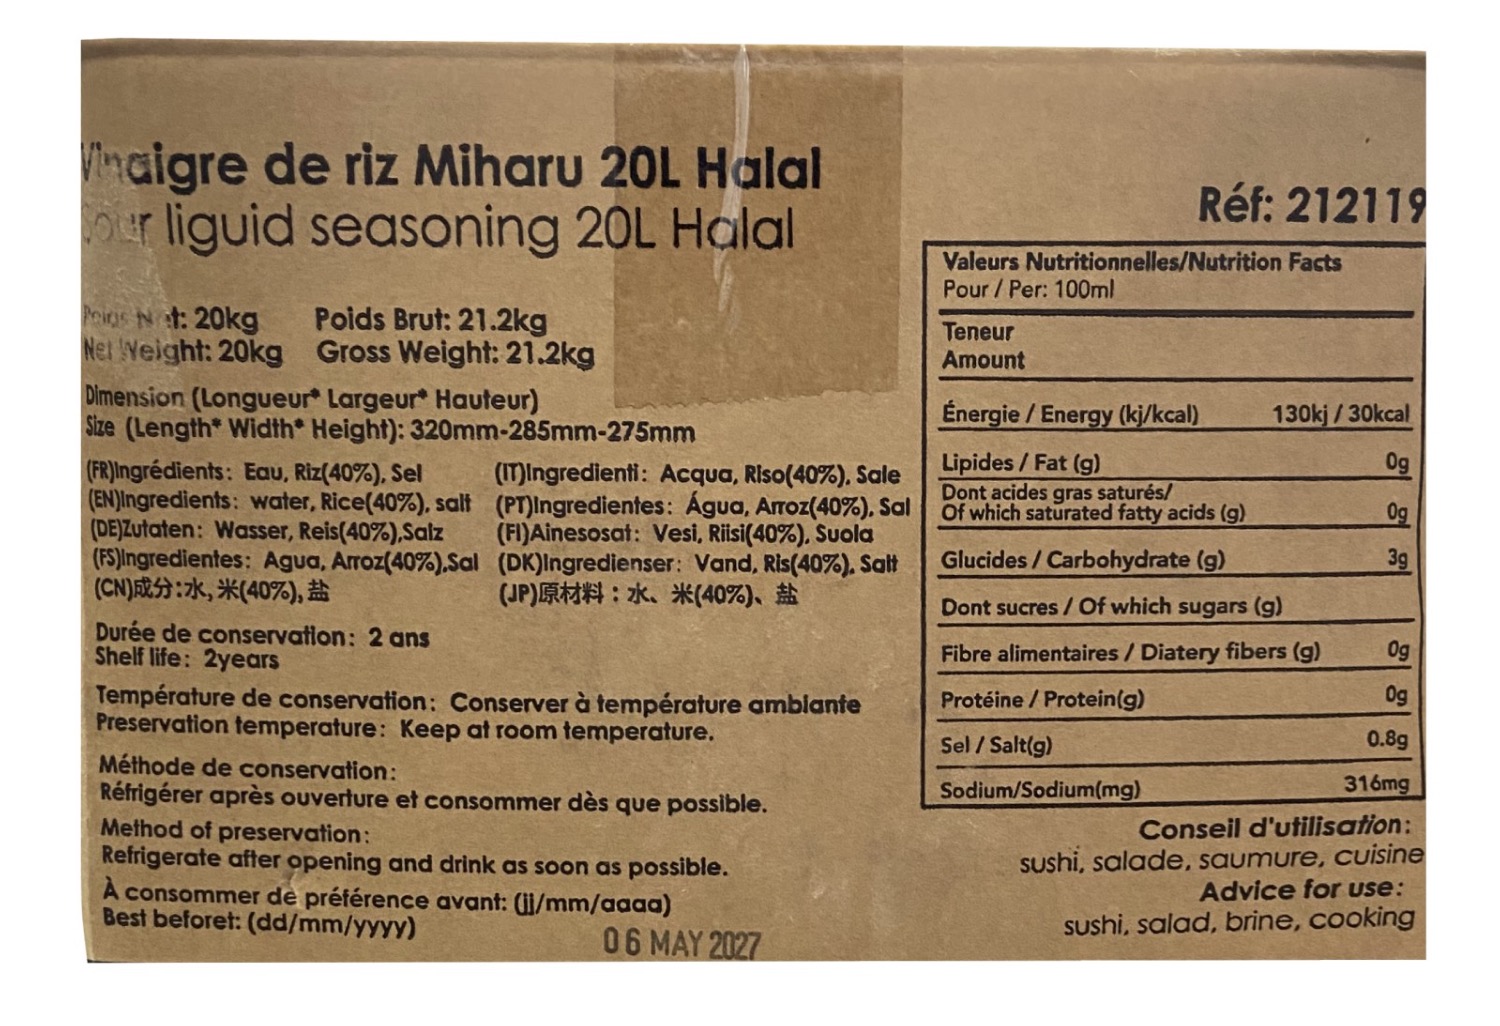 Vinaigre de riz Miharu 20L Halal
Sour liguid seasoning 20L Halal
Poids Net: 20kg Poids Brut: 21.2kg
Net Weight: 20kg Gross Weight: 21.2kg
Dimension (Longueur* Largeur* Hauteur)
Size (Length* Width* Height): 320mm-285mm-275mm
(FR)Ingrédients: Eau, Riz(40%), Sel
(EN)Ingredients: water, Rice(40%), salt
(DE)Zutaten: Wasser, Reis(40%),Salz
(FS)Ingredientes: Agua, Arroz(40%),Sal
(CN)成分:水, 米(40%), 盐
(IT)Ingredienti: Acqua, Riso(40%), Sale
(PT)Ingredientes: Água, Arroz(40%), Sal
(FI)Ainesosat: Vesi, Riisi(40%), Suola
(DK)Ingredienser: Vand, Ris(40%), Salt
(JP)原材料：水、米(40%)、盐
Durée de conservation: 2 ans
Shelf life: 2years
Température de conservation: Conserver à température ambiante
Preservation temperature: Keep at room temperature.
Méthode de conservation:
Réfrigérer après ouverture et consommer dès que possible.
Method of preservation:
Refrigerate after opening and drink as soon as possible.
À consommer de préférence avant: (jj/mm/aaaa)
Best beforet: (dd/mm/yyyy)
06 MAY 2027
Réf: 212119
Valeurs Nutritionnelles/Nutrition Facts
Pour / Per: 100ml
Teneur
Amount
Énergie / Energy (kj/kcal) 130kj / 30kcal
Lipides / Fat (g) 0g
Dont acides gras saturés/
Of which saturated fatty acids (g) 0g
Glucides / Carbohydrate (g) 3g
Dont sucres / Of which sugars (g)
Fibre alimentaires / Diatery fibers (g) 0g
Protéine / Protein(g) 0g
Sel / Salt(g) 0.8g
Sodium/Sodium(mg) 316mg
Conseil d'utilisation:
sushi, salade, saumure, cuisine
Advice for use:
sushi, salad, brine, cooking